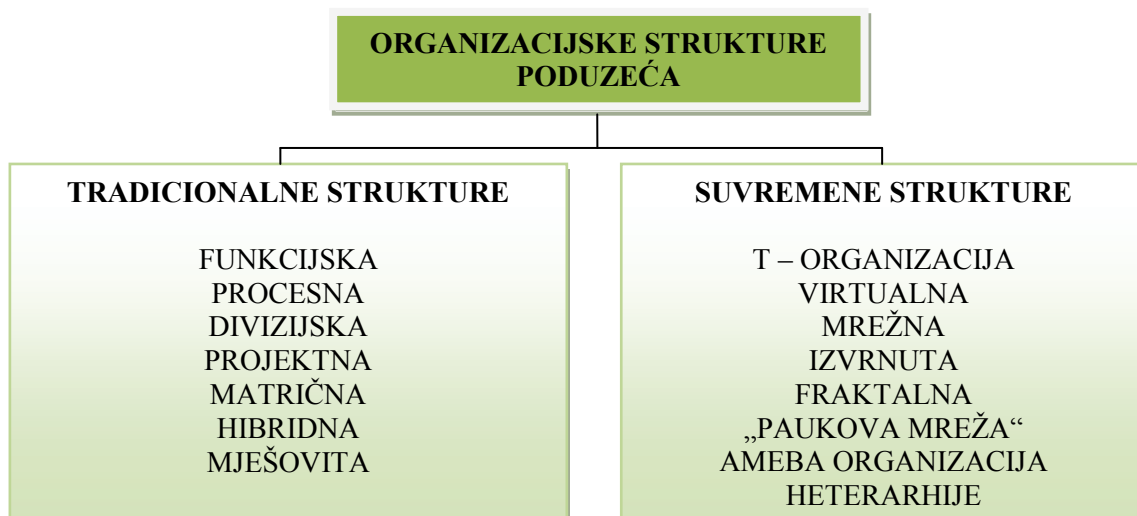 ORGANIZACIJSKE STRUKTURE
PODUZEĆA
TRADICIONALNE STRUKTURE
FUNKCIJSKA
PROCESNA
DIVIZIJSKA
PROJEKTNA
MATRIČNA
HIBRIDNA
MJEŠOVITA
SUVREMENE STRUKTURE
T – ORGANIZACIJA
VIRTUALNA
MREŽNA
IZVRNUTA
FRAKTALNA
„PAUKOVA MREŽA“
AMEBA ORGANIZACIJA
HETERARHIJE